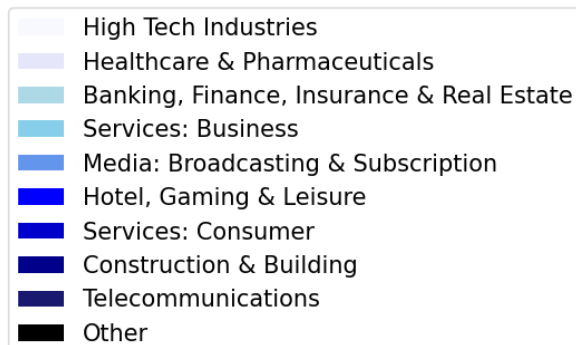 High Tech Industries
Healthcare & Pharmaceuticals
Banking, Finance, Insurance & Real Estate
Services: Business
Media: Broadcasting & Subscription
Hotel, Gaming & Leisure
Services: Consumer
Construction & Building
Telecommunications
Other